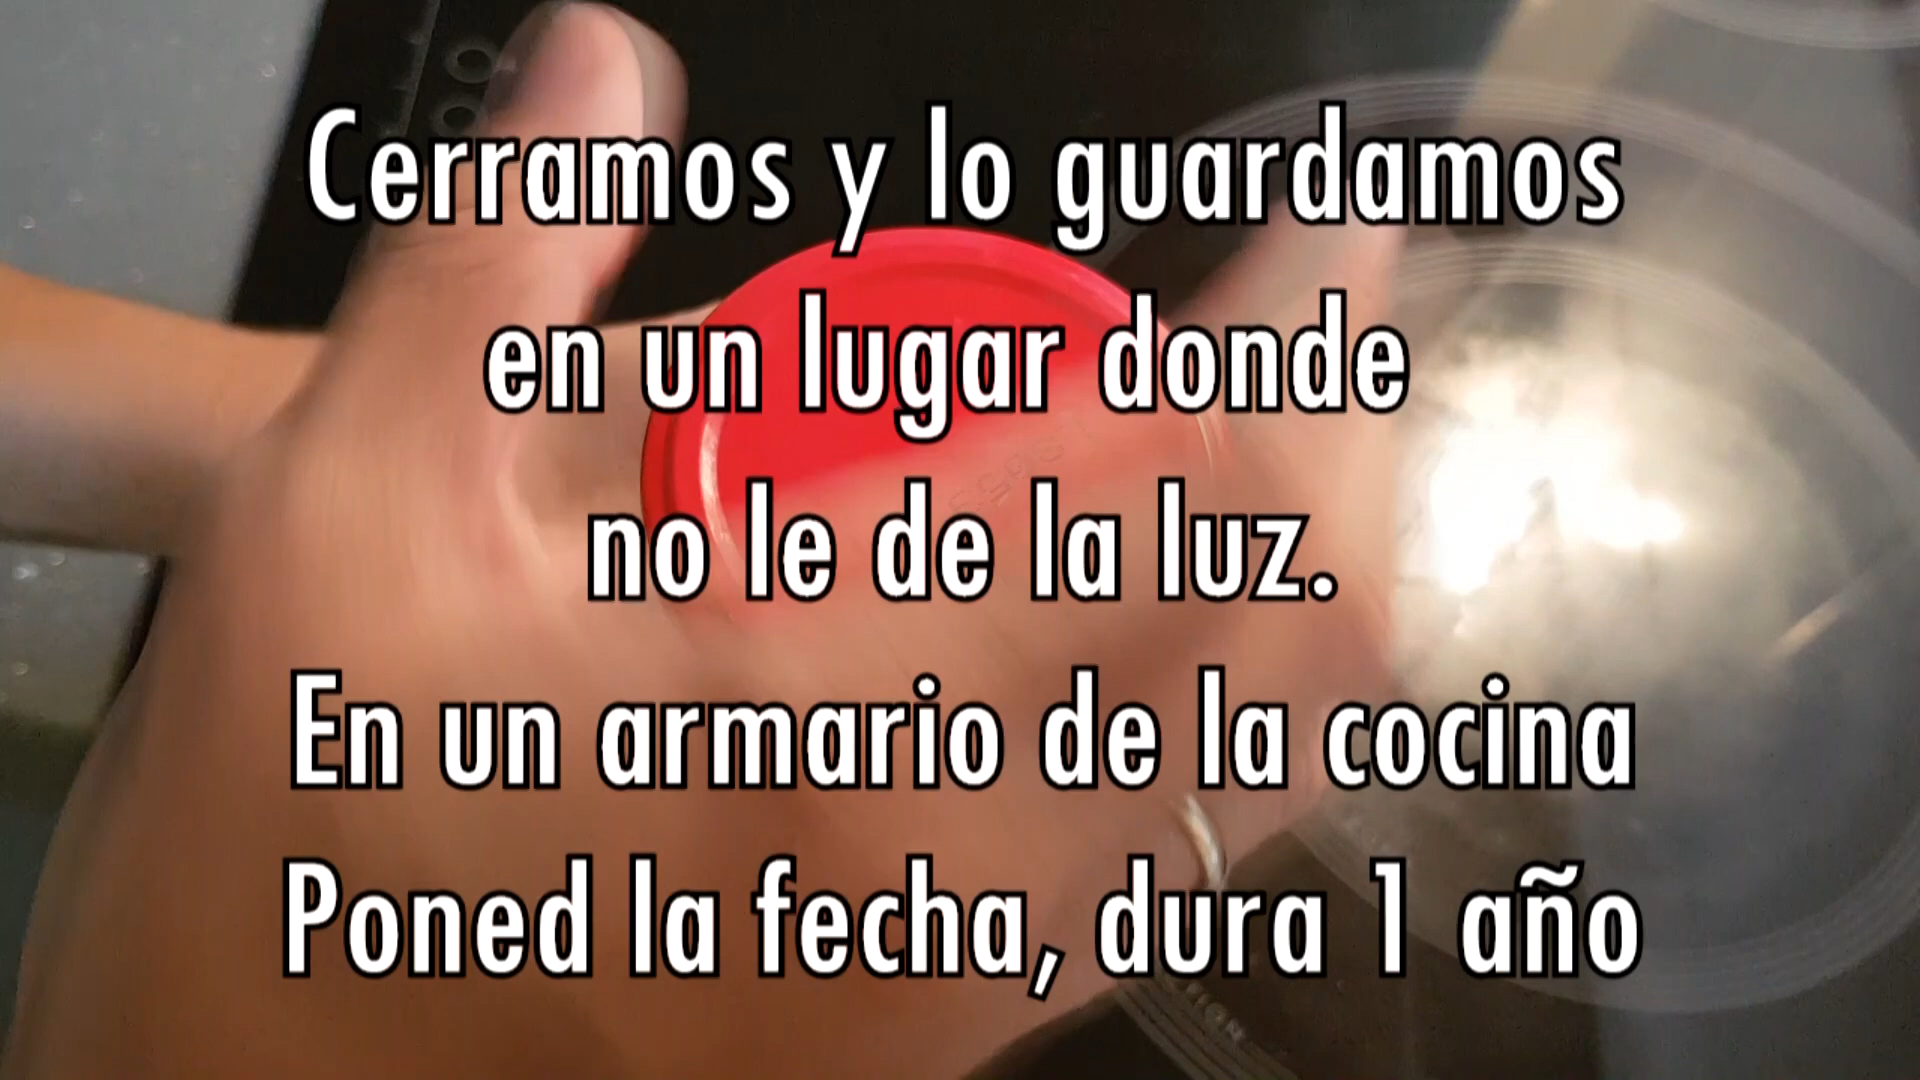 Cerramos y lo guardamos
en un lugar donde
no le de la luz.
En un armario de la cocina
Poned la fecha, dura 1 año